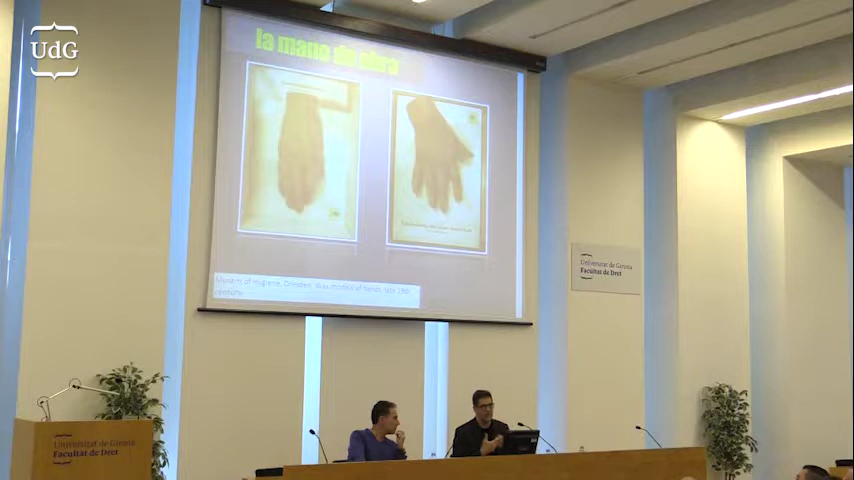 UdG
la mano de obra
Museum of Hygiene, Dresden. Wax models of hands, late 19th
century
Universitat de Girona
Facultat de Dret
Universitat de Girona
Facultat de Dret